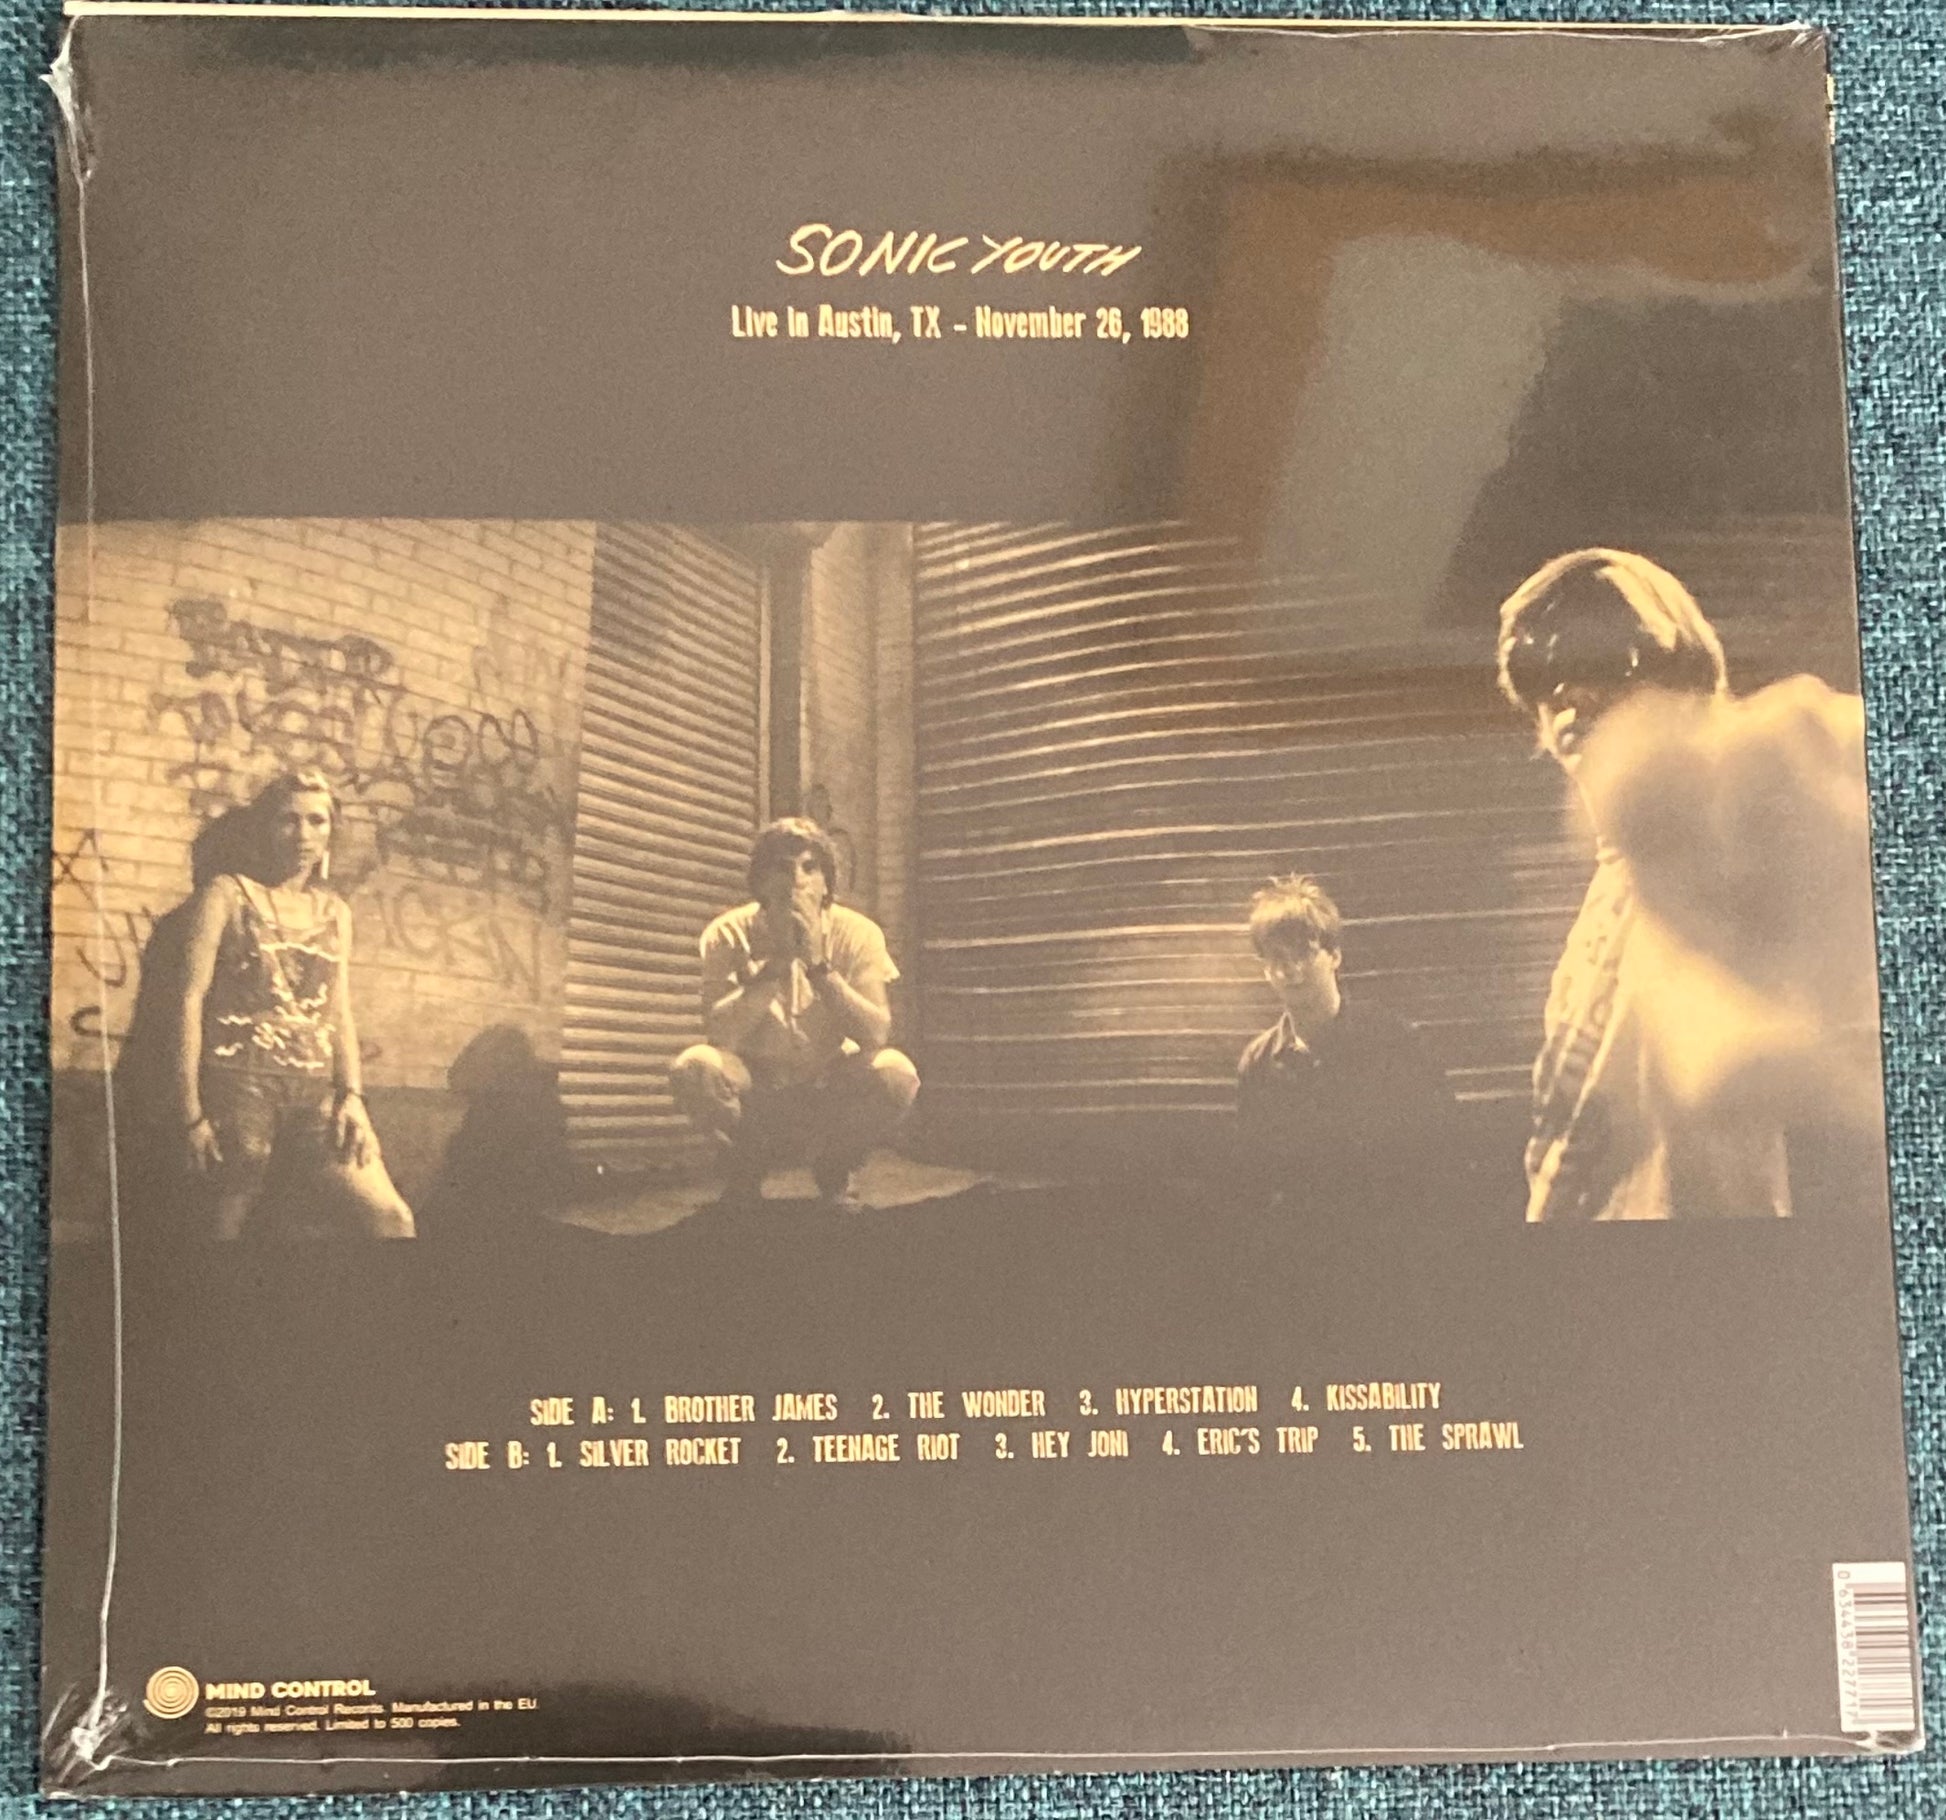 SONIC YOUTH
Live in Austin, TX - November 26, 1988
SIDE A: 1. BROTHER JAMES 2. THE WONDER 3. HYPERSTATION 4. KISSABILITY
SIDE B: 1. SILVER ROCKET 2. TEENAGE RIOT 3. HEY JONI 4. ERIC'S TRIP 5. THE SPRAWL
MIND CONTROL
©2019 Mind Control Records. Manufactured in the EU.
All rights reserved. Limited to 500 copies.